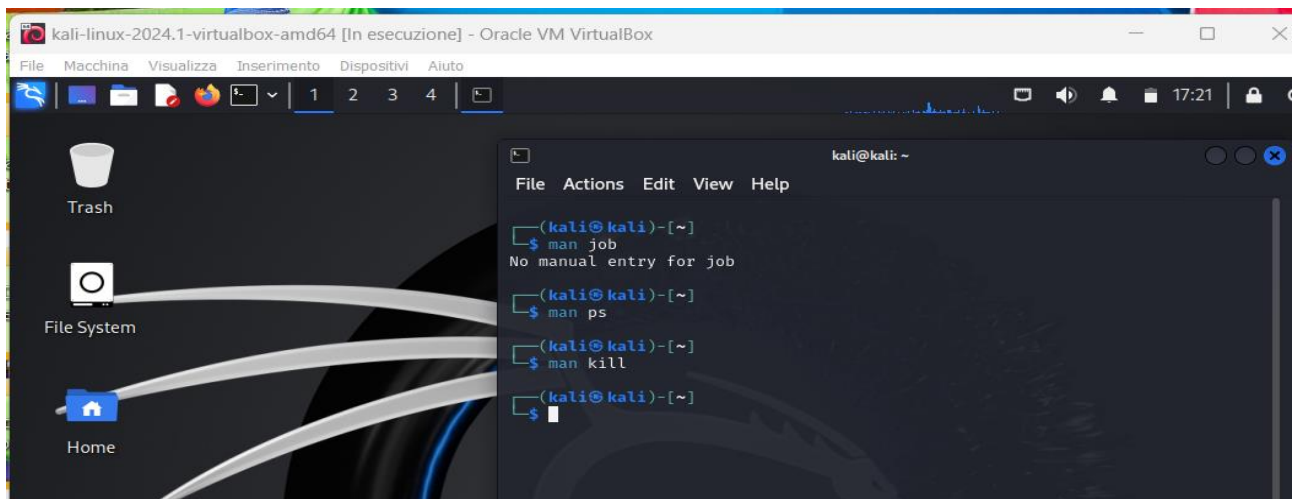 kali-linux-2024.1-virtualbox-amd64 [In esecuzione] - Oracle VM VirtualBox
File Macchina Visualizza Inserimento Dispositivi Aiuto
1 2 3 4 17:21
kali@kali: ~
File Actions Edit View Help
Trash
File System
Home
┌──(kali㉿kali)-[~]
└─$ man job
No manual entry for job
┌──(kali㉿kali)-[~]
└─$ man ps
┌──(kali㉿kali)-[~]
└─$ man kill
┌──(kali㉿kali)-[~]
└─$